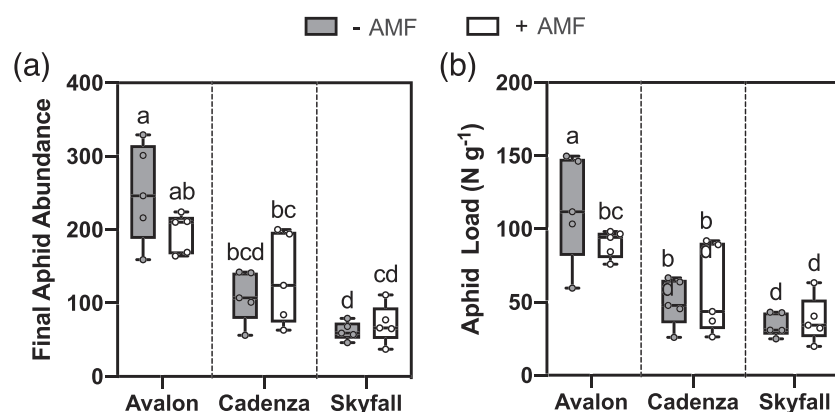 - AMF + AMF
(a)
Final Aphid Abundance
400
300
200
100
0
a
ab
bcd
bc
d
cd
Avalon Cadenza Skyfall
(b)
Aphid Load (N g-1)
200
150
100
50
0
a
bc
b
d
b
d
d
d
Avalon Cadenza Skyfall